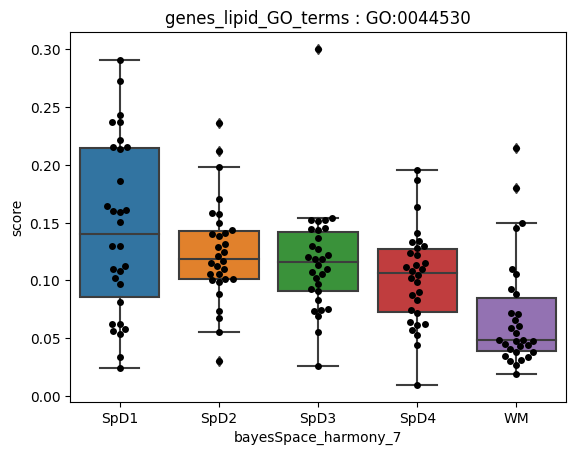 genes_lipid_GO_terms : GO:0044530
score
0.30
0.25
0.20
0.15
0.10
0.05
0.00
SpD1 SpD2 SpD3 SpD4 WM
bayesSpace_harmony_7